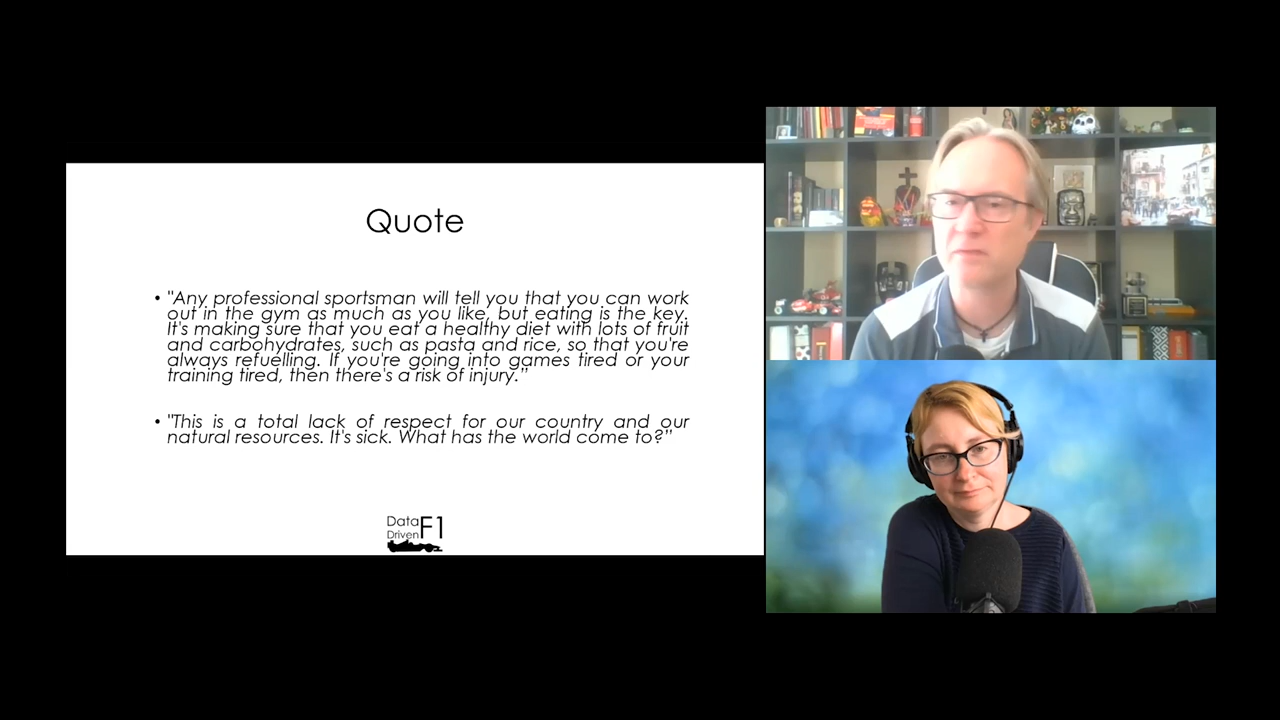 Quote
• "Any professional sportsman will tell you that you can work
out in the gym as much as you like, but eating is the key.
It's making sure that you eat a healthy diet with lots of fruit
and carbohydrates, such as pasta and rice, so that you're
always refuelling. If you're going into games tired or your
training tired, then there's a risk of injury.”
• "This is a total lack of respect for our country and our
natural resources. It's sick. What has the world come to?”
Data
Driven F1